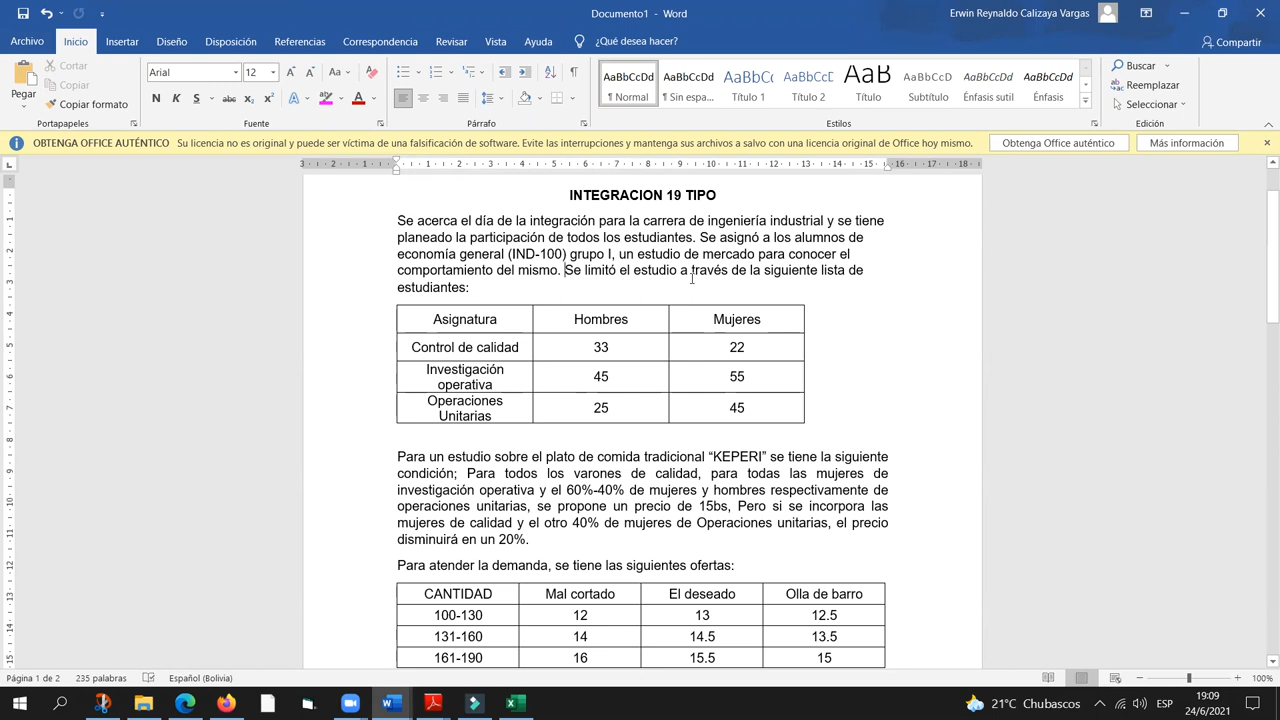 Documento1 - Word
Erwin Reynaldo Calizaya Vargas
Archivo
Inicio
Insertar
Diseño
Disposición
Referencias
Correspondencia
Revisar
Vista
Ayuda
¿Qué desea hacer?
Compartir
Pegar
Cortar
Copiar
Copiar formato
Portapapeles
Arial
12
Fuente
Párrafo
AaBbCcDd
¶ Normal
AaBbCcDd
¶ Sin espa...
AaBbCc
Título 1
AaBbCcD
Título 2
AaB
Título
AaBbCcD
Subtítulo
AaBbCcDd
Énfasis sutil
AaBbCcDd
Énfasis
Estilos
Buscar
Reemplazar
Seleccionar
Edición
OBTENGA OFFICE AUTÉNTICO Su licencia no es original y puede ser víctima de una falsificación de software. Evite las interrupciones y mantenga sus archivos a salvo con una licencia original de Office hoy mismo.
Obtenga Office auténtico
Más información
INTEGRACION 19 TIPO
Se acerca el día de la integración para la carrera de ingeniería industrial y se tiene
planeado la participación de todos los estudiantes. Se asignó a los alumnos de
economía general (IND-100) grupo I, un estudio de mercado para conocer el
comportamiento del mismo. Se limitó el estudio a través de la siguiente lista de
estudiantes:
Asignatura Hombres Mujeres
Control de calidad 33 22
Investigación
operativa 45 55
Operaciones
Unitarias 25 45
Para un estudio sobre el plato de comida tradicional “KEPERI” se tiene la siguiente
condición; Para todos los varones de calidad, para todas las mujeres de
investigación operativa y el 60%-40% de mujeres y hombres respectivamente de
operaciones unitarias, se propone un precio de 15bs, Pero si se incorpora las
mujeres de calidad y el otro 40% de mujeres de Operaciones unitarias, el precio
disminuirá en un 20%.
Para atender la demanda, se tiene las siguientes ofertas:
CANTIDAD Mal cortado El deseado Olla de barro
100-130 12 13 12.5
131-160 14 14.5 13.5
161-190 16 15.5 15
Página 1 de 2
235 palabras
Español (Bolivia)
100%
21°C Chubascos
ESP
19:09
24/6/2021